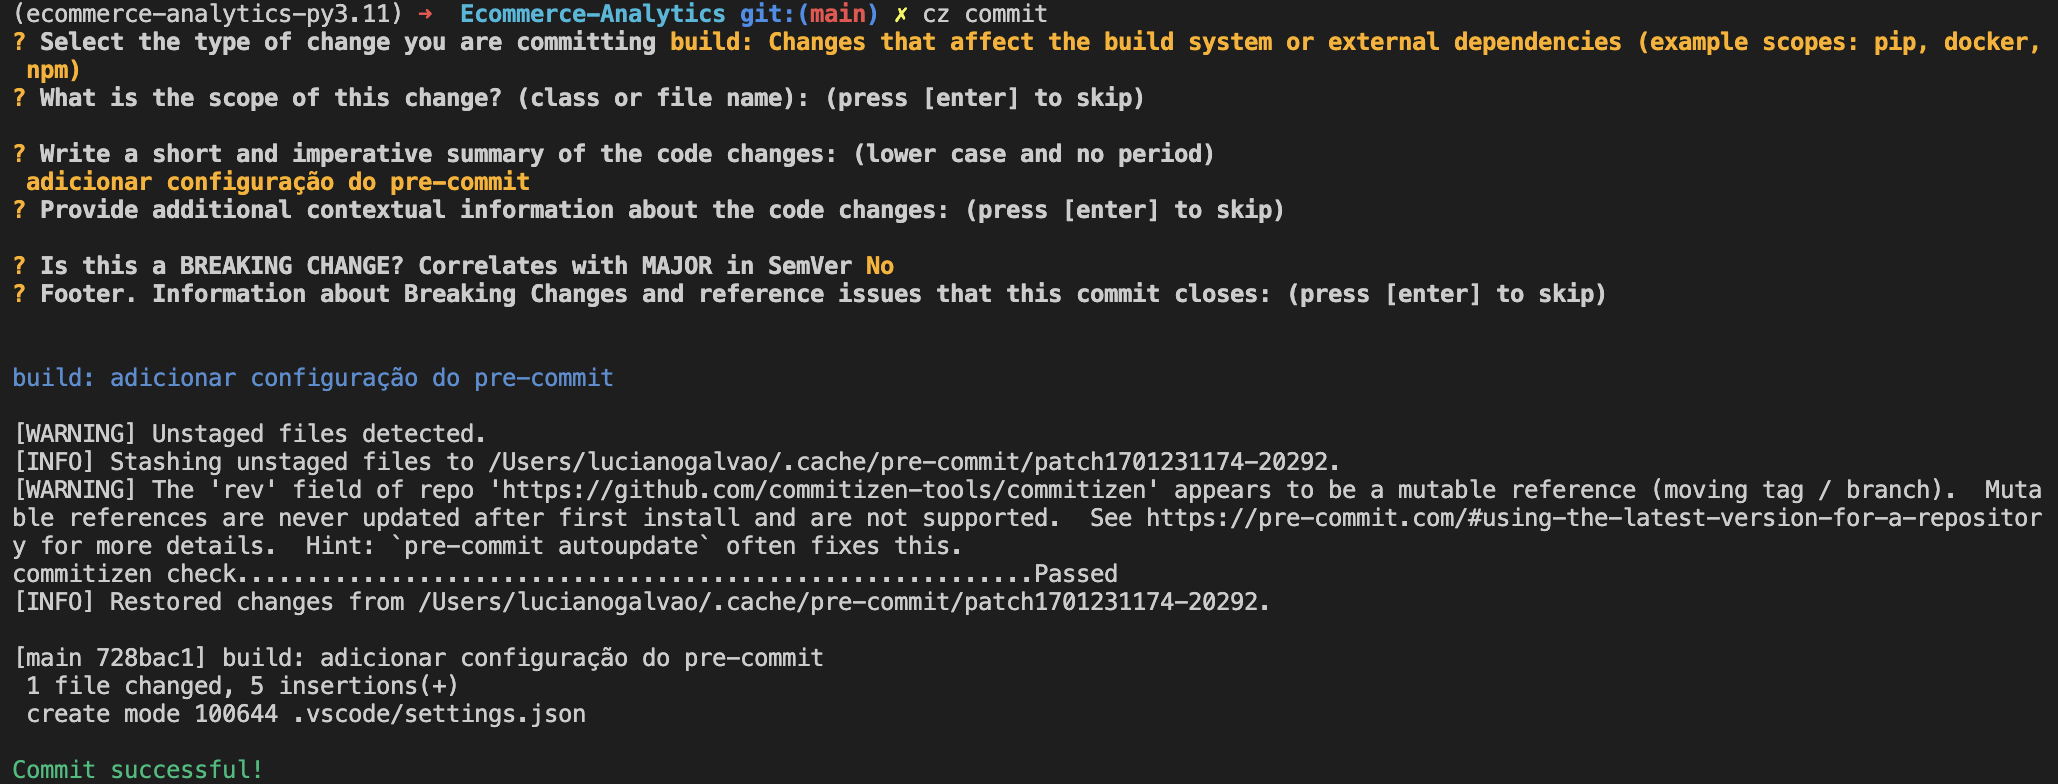 (ecommerce-analytics-py3.11) ➜  Ecommerce-Analytics git:(main) ✗ cz commit
? Select the type of change you are committing build: Changes that affect the build system or external dependencies (example scopes: pip, docker,
 npm)
? What is the scope of this change? (class or file name): (press [enter] to skip)
? Write a short and imperative summary of the code changes: (lower case and no period)
 adicionar configuração do pre-commit
? Provide additional contextual information about the code changes: (press [enter] to skip)
? Is this a BREAKING CHANGE? Correlates with MAJOR in SemVer No
? Footer. Information about Breaking Changes and reference issues that this commit closes: (press [enter] to skip)
build: adicionar configuração do pre-commit
[WARNING] Unstaged files detected.
[INFO] Stashing unstaged files to /Users/lucianogalvao/.cache/pre-commit/patch1701231174-20292.
[WARNING] The 'rev' field of repo 'https://github.com/commitizen-tools/commitizen' appears to be a mutable reference (moving tag / branch).  Muta
ble references are never updated after first install and are not supported.  See https://pre-commit.com/#using-the-latest-version-for-a-repositor
y for more details.  Hint: `pre-commit autoupdate` often fixes this.
commitizen check.........................................................Passed
[INFO] Restored changes from /Users/lucianogalvao/.cache/pre-commit/patch1701231174-20292.
[main 728bac1] build: adicionar configuração do pre-commit
 1 file changed, 5 insertions(+)
 create mode 100644 .vscode/settings.json
Commit successful!